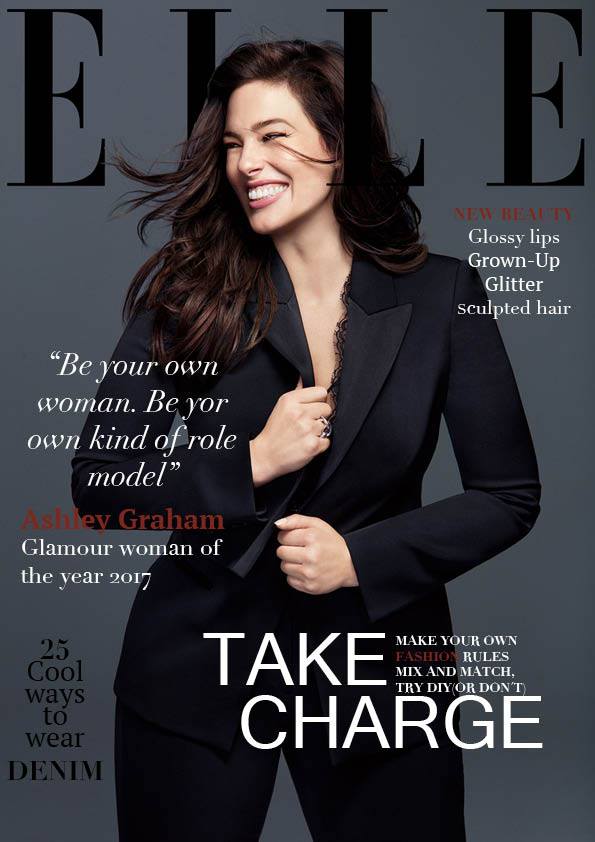 ELLE
NEW BEAUTY
Glossy lips
Grown-Up
Glitter
sculpted hair
“Be your own
woman. Be yor
own kind of role
model”
Ashley Graham
Glamour woman of
the year 2017
TAKE
CHARGE
MAKE YOUR OWN
FASHION RULES
MIX AND MATCH,
TRY DIY(OR DON´T)
25
Cool
ways
to
wear
DENIM